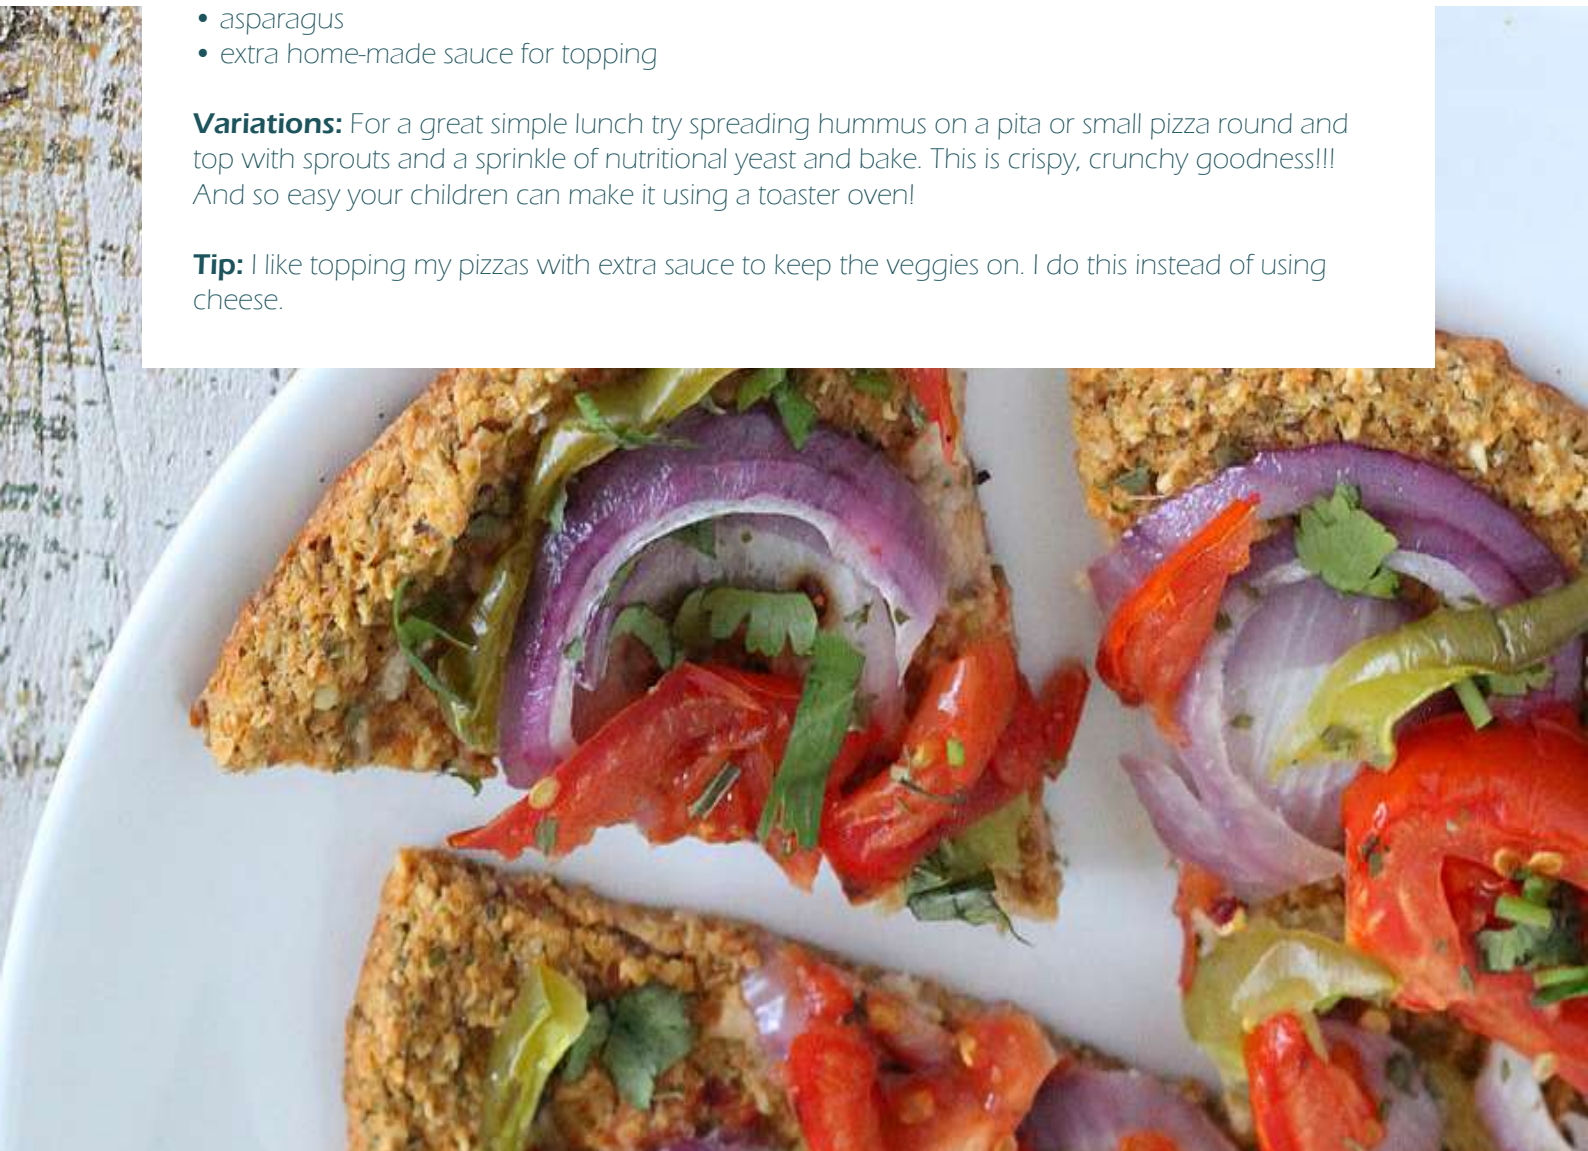 • asparagus
• extra home-made sauce for topping
Variations: For a great simple lunch try spreading hummus on a pita or small pizza round and
top with sprouts and a sprinkle of nutritional yeast and bake. This is crispy, crunchy goodness!!!
And so easy your children can make it using a toaster oven!
Tip: I like topping my pizzas with extra sauce to keep the veggies on. I do this instead of using
cheese.